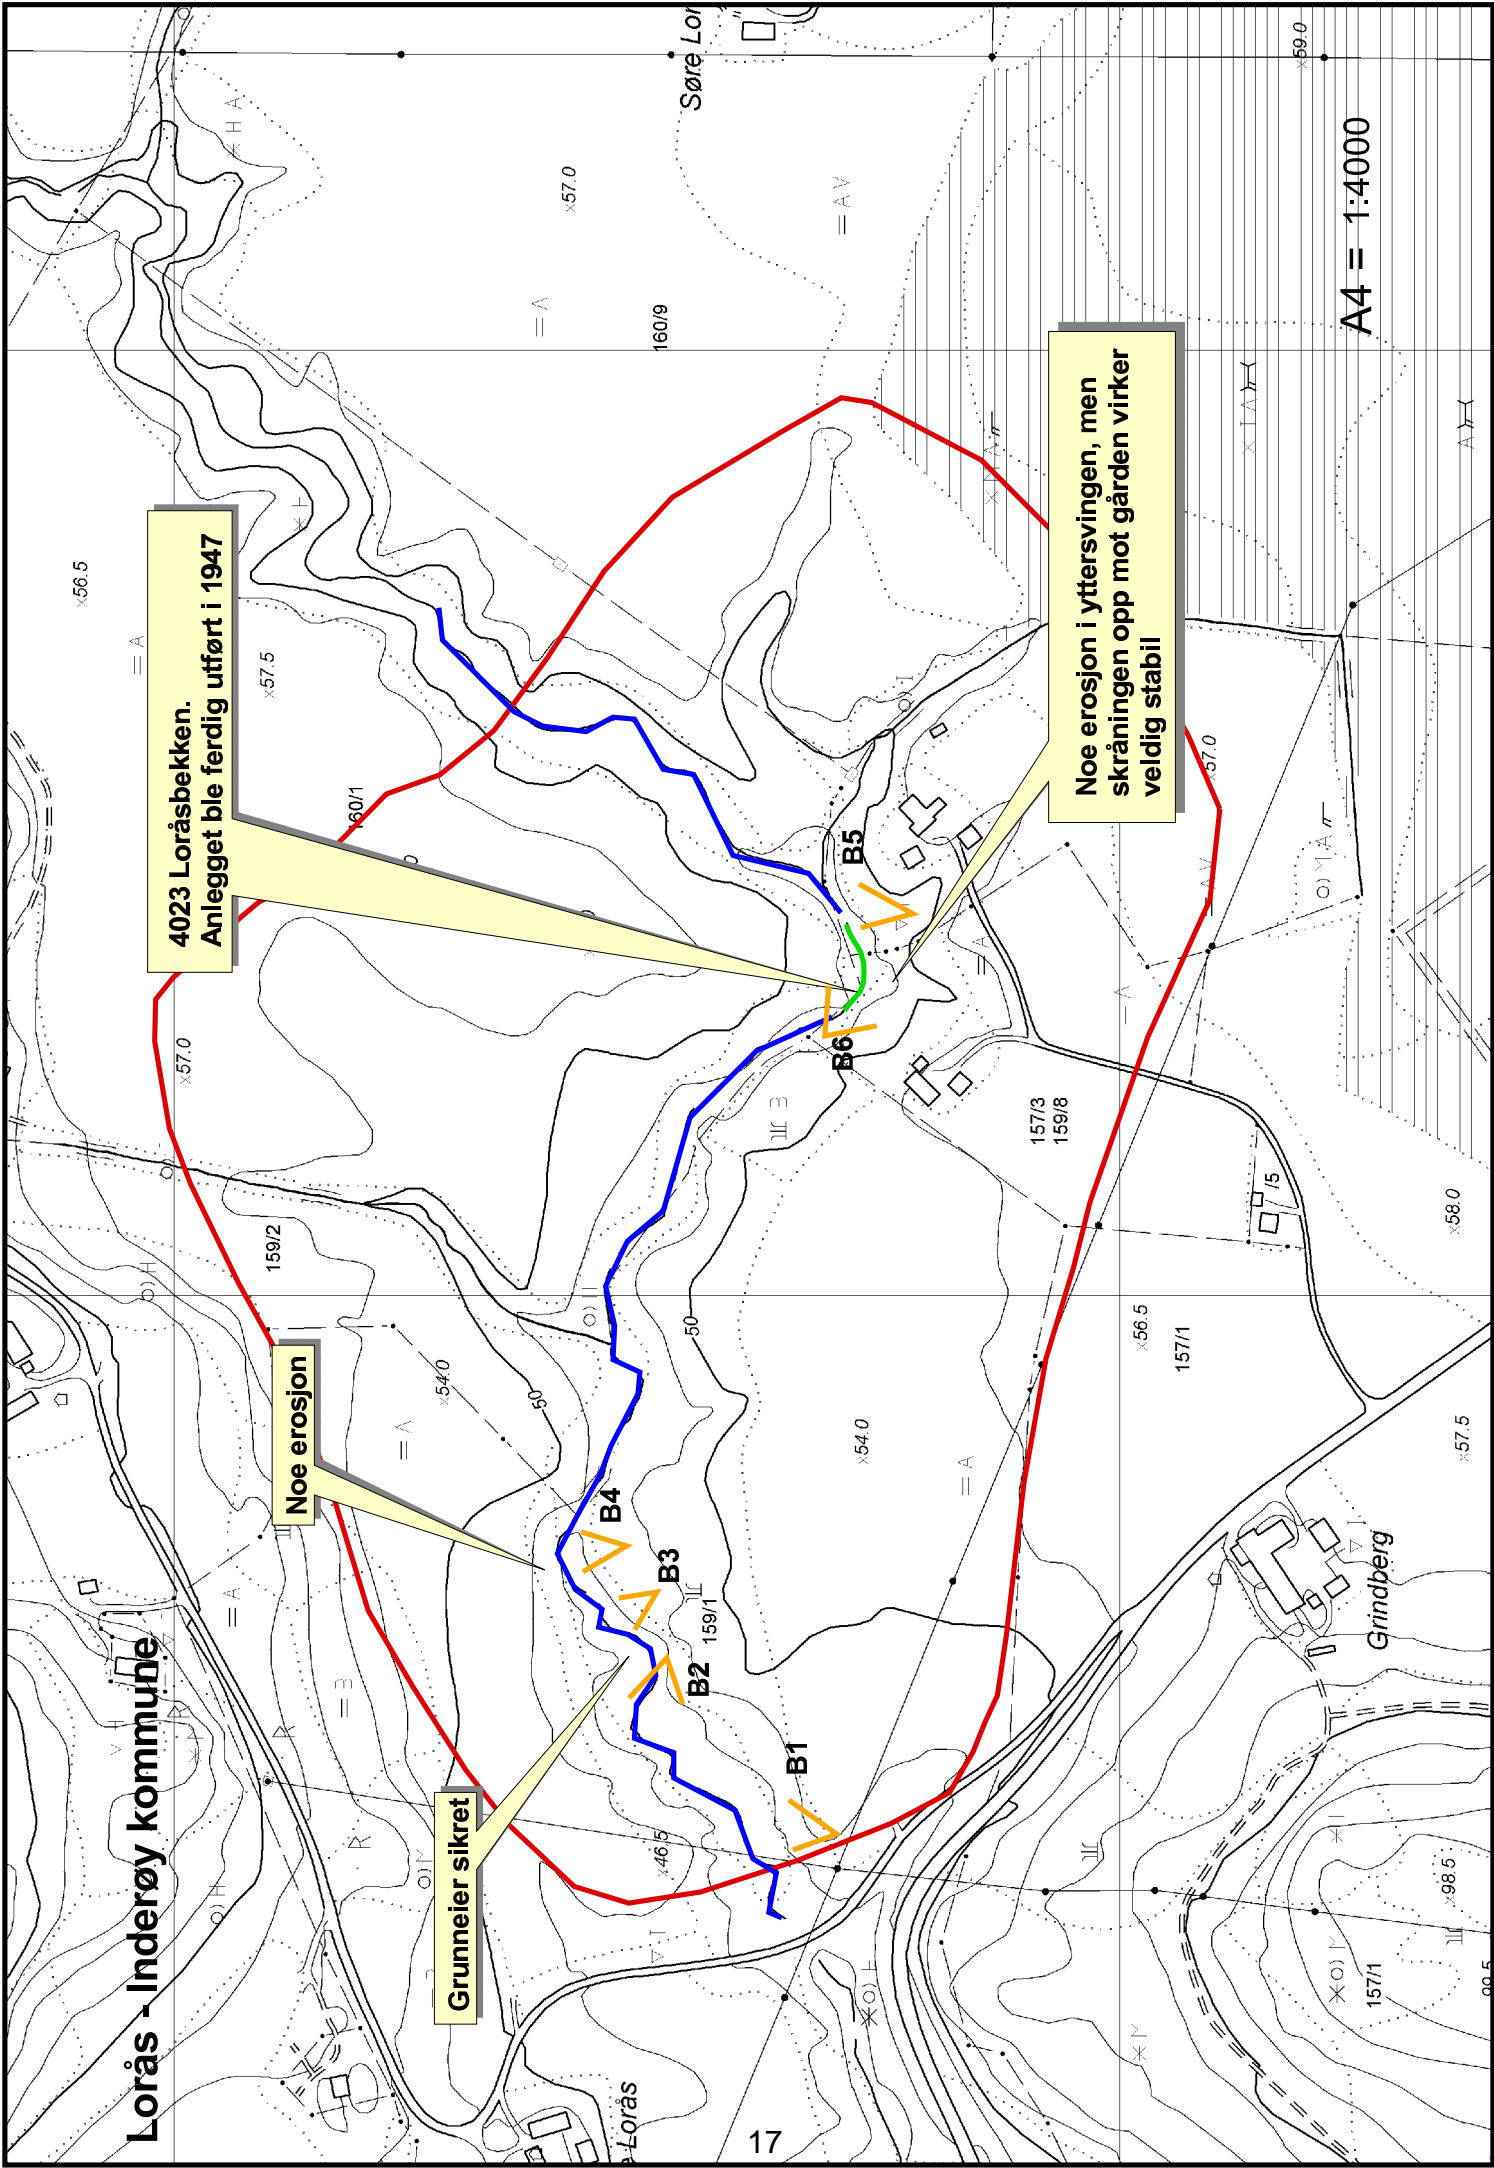 Lorås - Inderøy kommune
4023 Loråsbekken.
Anlegget ble ferdig utført i 1947
Noe erosjon
Grunneier sikret
Noe erosjon i yttersvingen, men
skråningen opp mot gården virker
veldig stabil
A4 = 1:4000
B1
B2
B3
B4
B5
B6
Søre Lor
Grindberg
Lorås
160/9
160/1
159/2
159/1
157/3
159/8
157/1
157/1
/5
50
50
×56.5
×57.5
×57.0
×57.0
×59.0
×57.0
×54.0
×54.0
×46.5
×56.5
×58.0
×57.5
×98.5
17